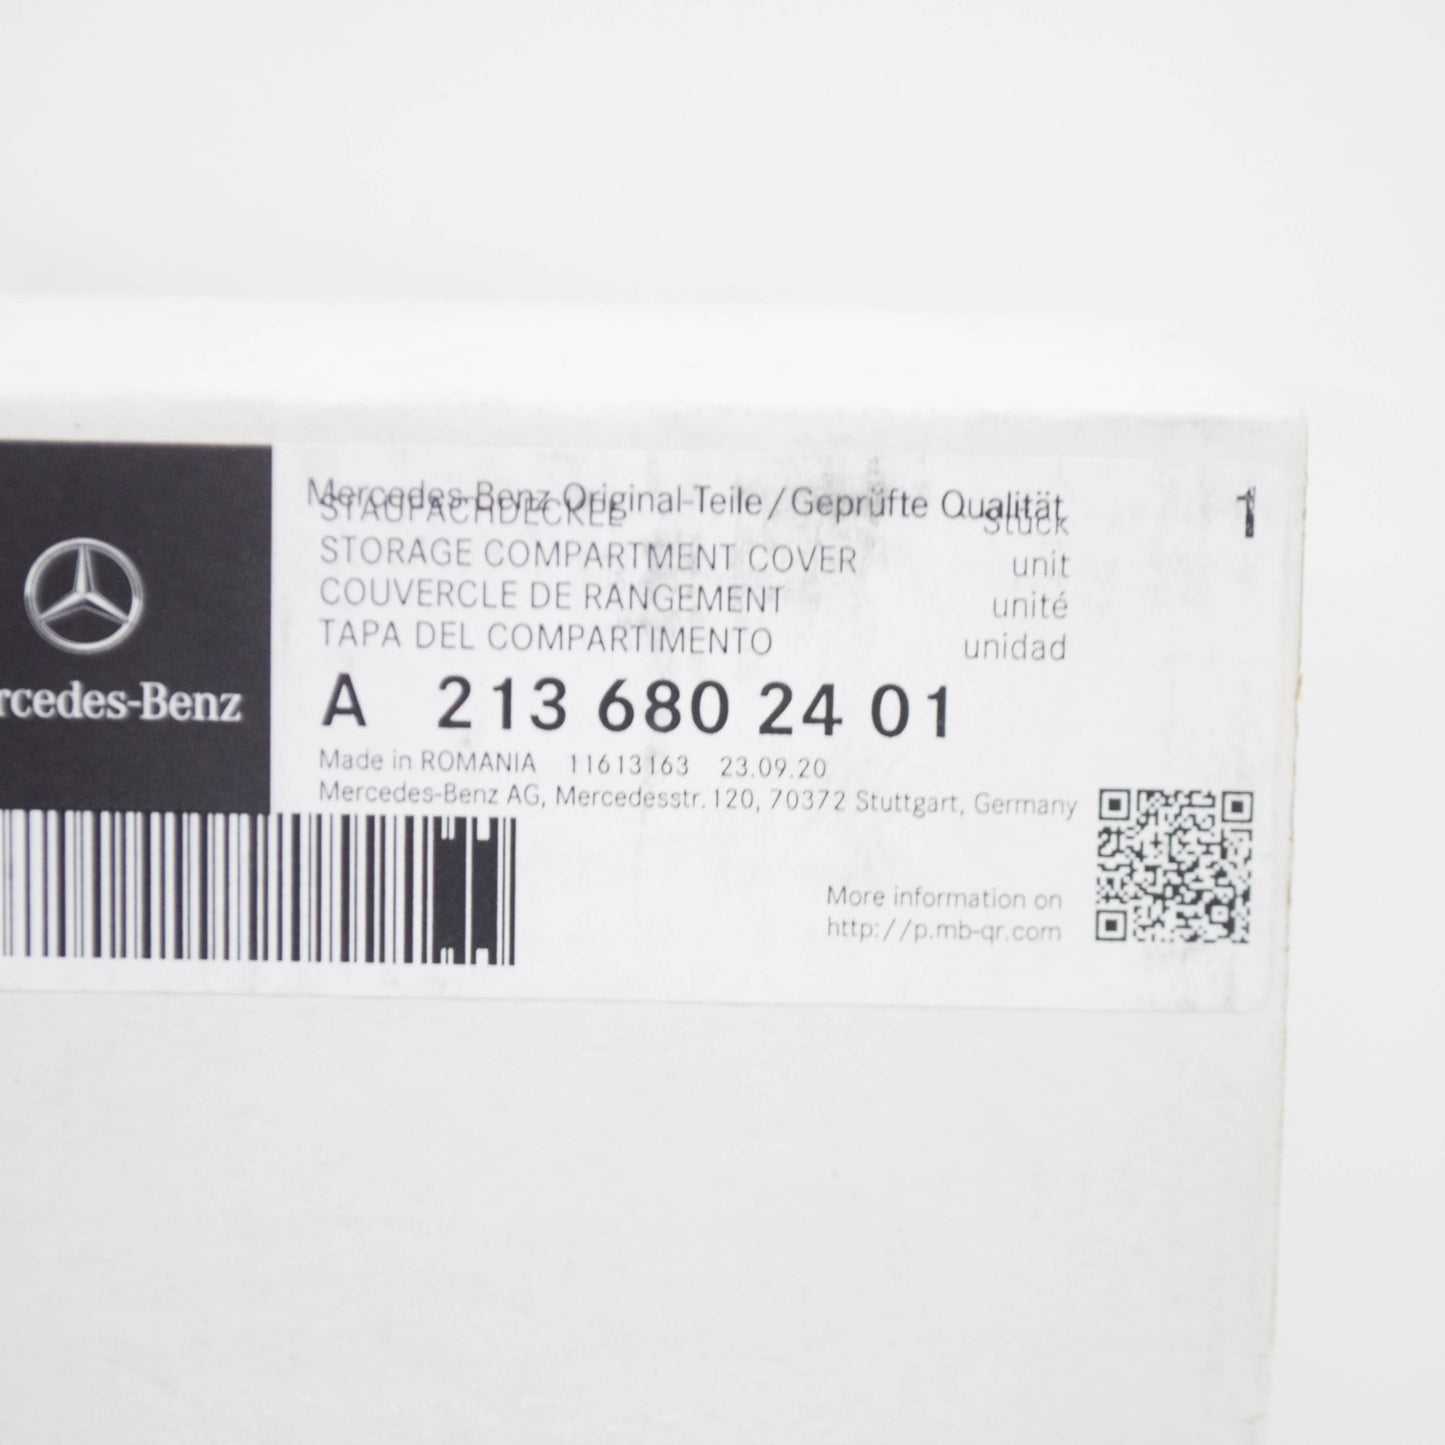 Mercedes-Benz Original-Teile/Geprüfte Qualität
STAUFACHDECKEL Stück 1
STORAGE COMPARTMENT COVER unit
COUVERCLE DE RANGEMENT unité
TAPA DEL COMPARTIMENTO unidad
rcedes-Benz
A 213 680 24 01
Made in ROMANIA 11613163 23.09.20
Mercedes-Benz AG, Mercedesstr. 120, 70372 Stuttgart, Germany
More information on
http://p.mb-qr.com